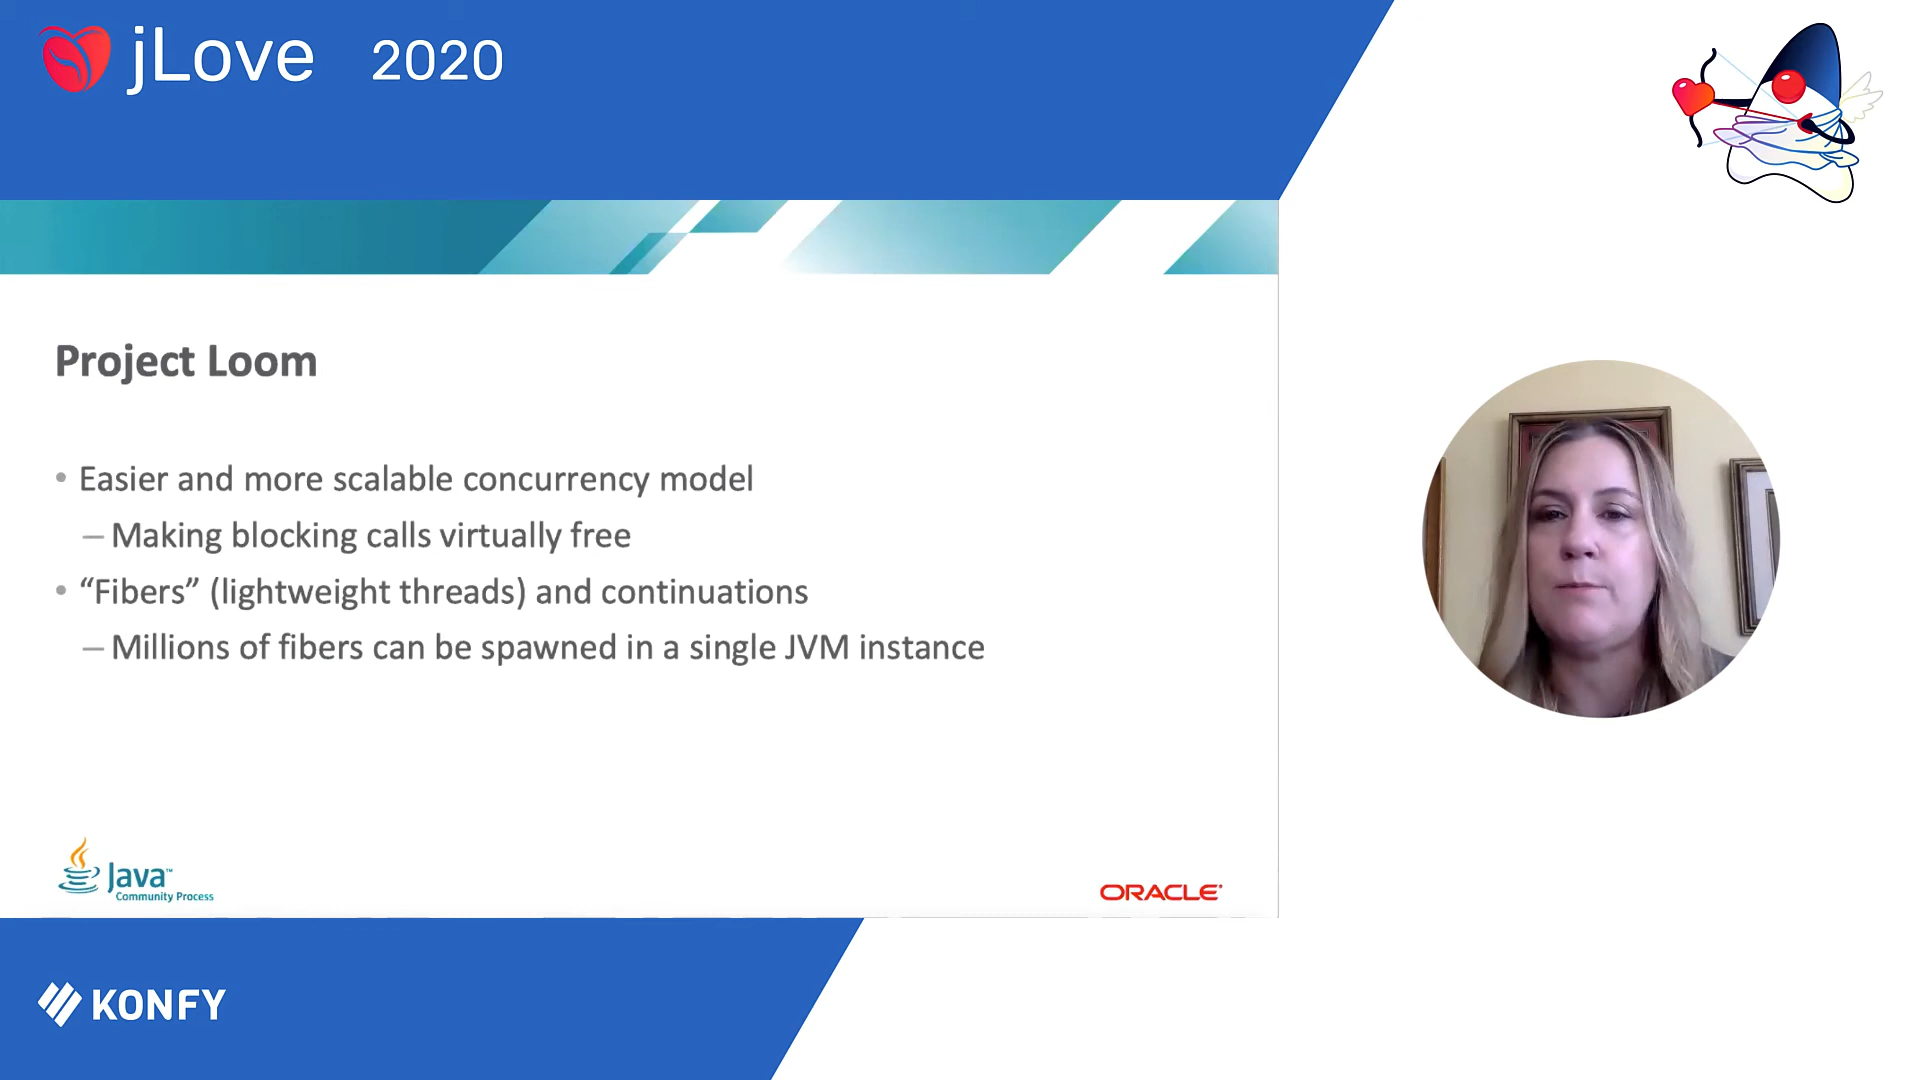 jLove 2020
Project Loom
• Easier and more scalable concurrency model
– Making blocking calls virtually free
• “Fibers” (lightweight threads) and continuations
– Millions of fibers can be spawned in a single JVM instance
Java™
Community Process
ORACLE®
KONFY